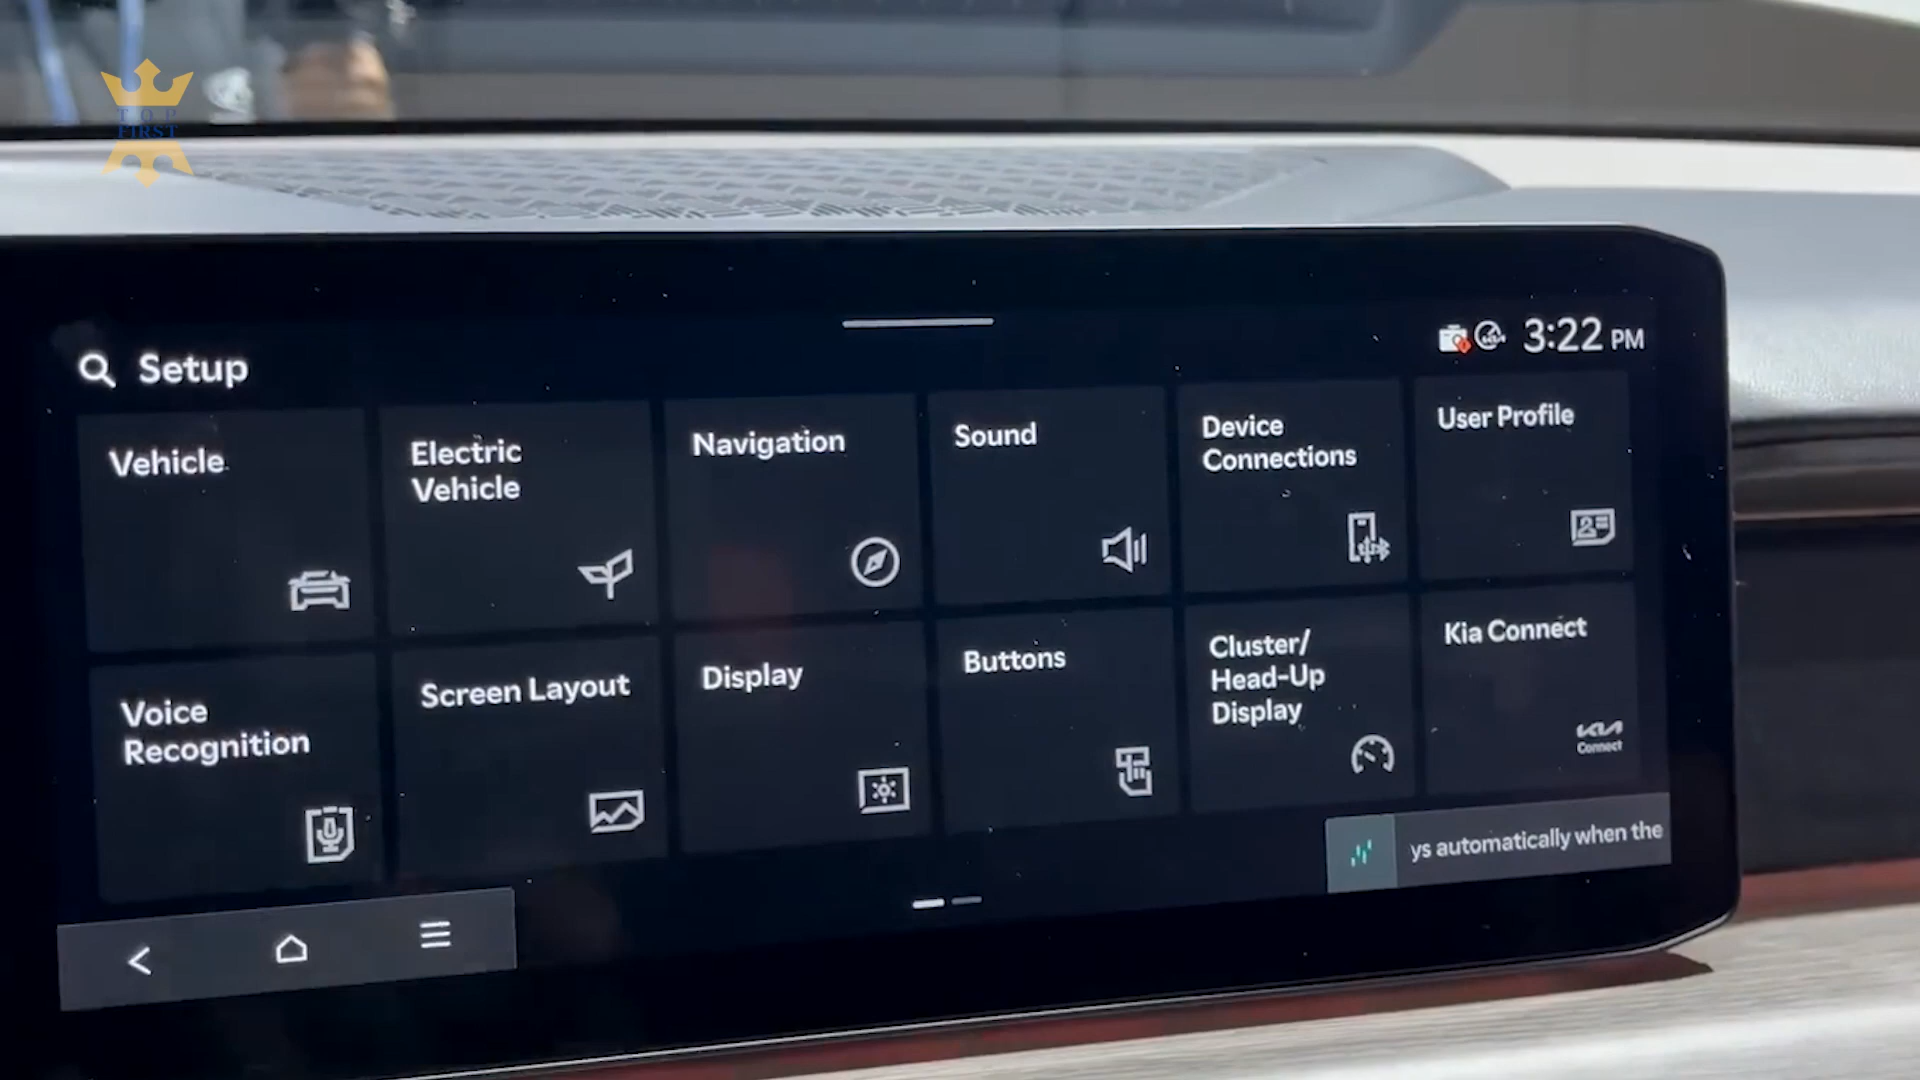 TOP
FIRST
Setup
3:22 PM
Vehicle
Electric
Vehicle
Navigation
Sound
Device
Connections
User Profile
Voice
Recognition
Screen Layout
Display
Buttons
Cluster/
Head-Up
Display
Kia Connect
KIA
Connect
ys automatically when the